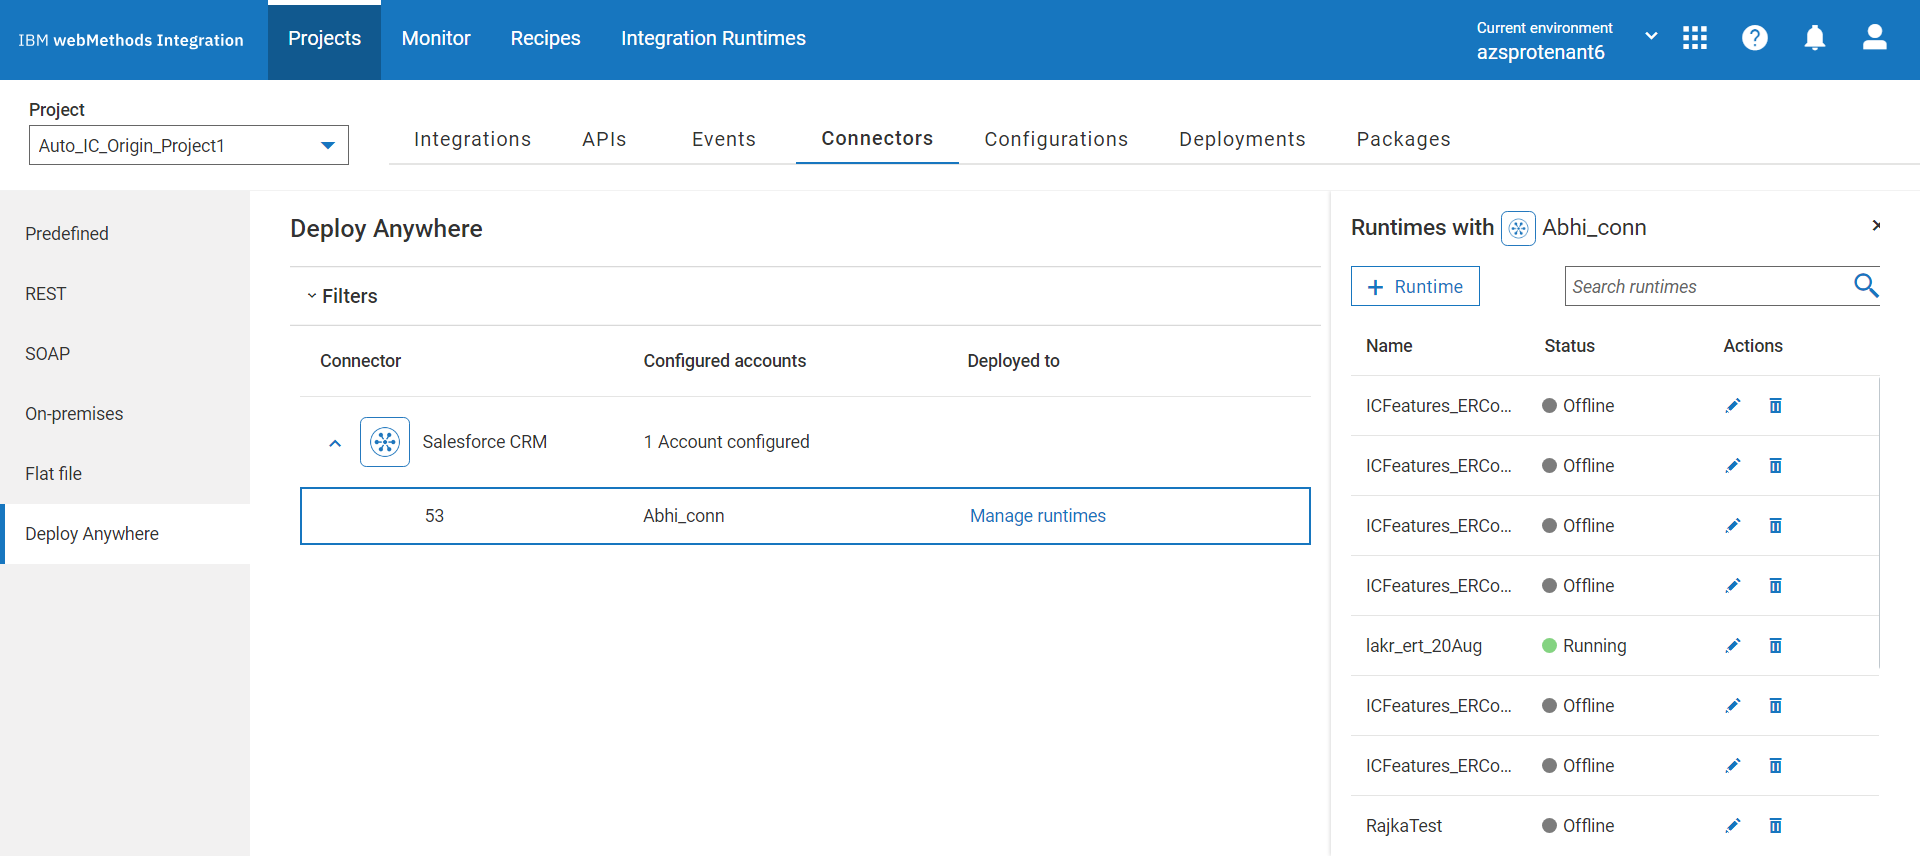 IBM webMethods Integration
Projects
Monitor
Recipes
Integration Runtimes
Current environment
azsprotenant6
Project
Auto_IC_Origin_Project1
Integrations
APIs
Events
Connectors
Configurations
Deployments
Packages
Predefined
REST
SOAP
On-premises
Flat file
Deploy Anywhere
Deploy Anywhere
Filters
Connector Configured accounts Deployed to
Salesforce CRM 1 Account configured
53 Abhi_conn Manage runtimes
Runtimes with Abhi_conn
+ Runtime
Search runtimes
Name Status Actions
ICFeatures_ERCo... Offline
ICFeatures_ERCo... Offline
ICFeatures_ERCo... Offline
ICFeatures_ERCo... Offline
lakr_ert_20Aug Running
ICFeatures_ERCo... Offline
ICFeatures_ERCo... Offline
RajkaTest Offline